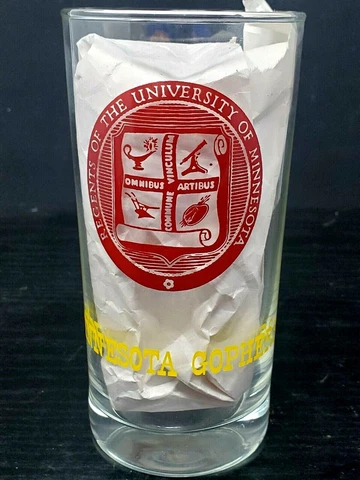 REGENTS OF THE UNIVERSITY OF MINNESOTA
OMNIBUS ARTIBUS
COMMUNE VINCULUM
MINNESOTA GOPHERS